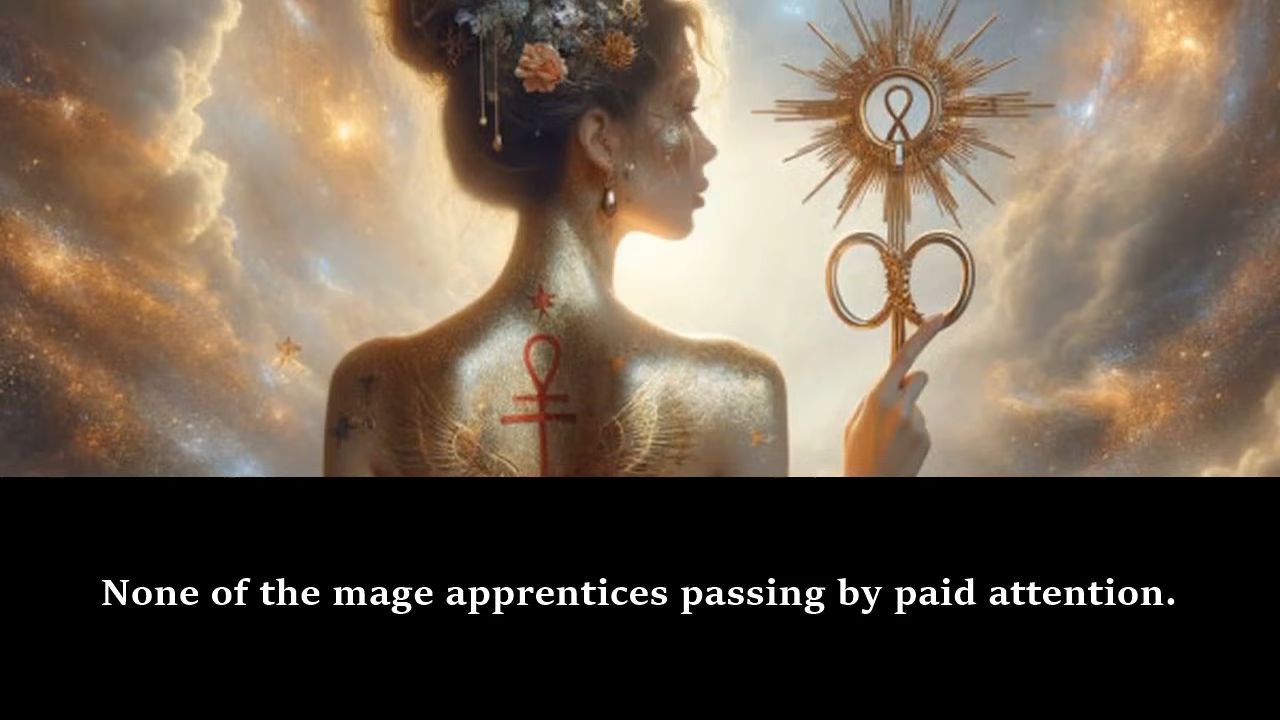 None of the mage apprentices passing by paid attention.